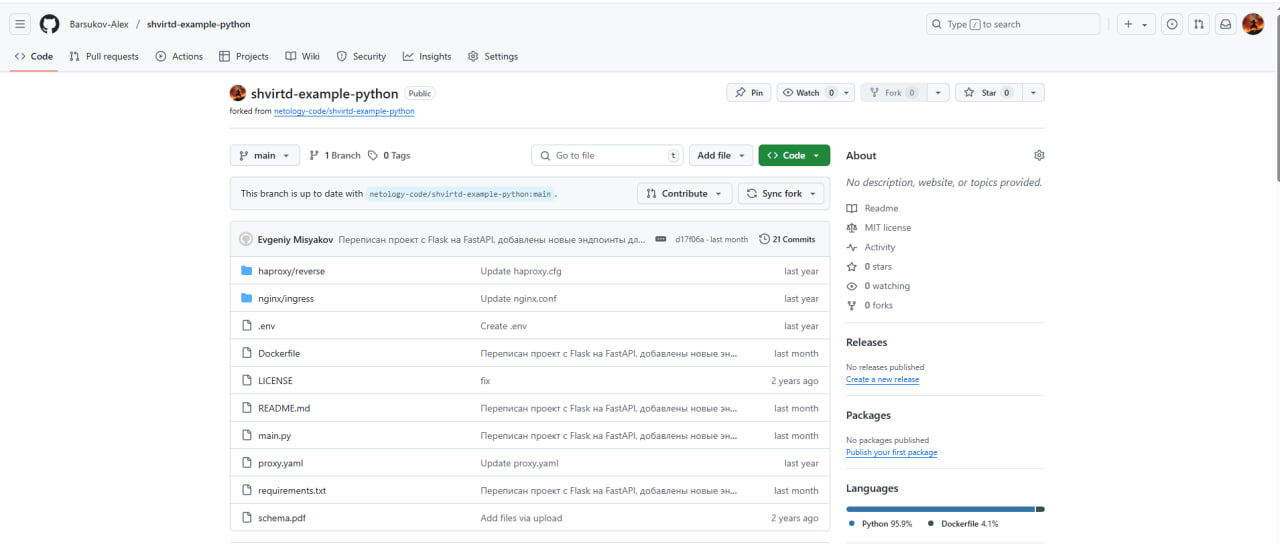 Barsukov-Alex / shvirtd-example-python
Type / to search
Code Pull requests Actions Projects Wiki Security Insights Settings
shvirtd-example-python Public
Pin Watch 0 Fork 0 Star 0
forked from netology-code/shvirtd-example-python
main 1 Branch 0 Tags
Go to file t Add file Code
This branch is up to date with netology-code/shvirtd-example-python:main .
Contribute Sync fork
Evgeniy Misyakov Переписан проект с Flask на FastAPI, добавлены новые эндпоинты дл... d17f06a · last month 21 Commits
haproxy/reverse Update haproxy.cfg last year
nginx/ingress Update nginx.conf last year
.env Create .env last year
Dockerfile Переписан проект с Flask на FastAPI, добавлены новые эн... last month
LICENSE fix 2 years ago
README.md Переписан проект с Flask на FastAPI, добавлены новые эн... last month
main.py Переписан проект с Flask на FastAPI, добавлены новые эн... last month
proxy.yaml Update proxy.yaml last year
requirements.txt Переписан проект с Flask на FastAPI, добавлены новые эн... last month
schema.pdf Add files via upload 2 years ago
About
No description, website, or topics provided.
Readme
MIT license
Activity
0 stars
0 watching
0 forks
Releases
No releases published
Create a new release
Packages
No packages published
Publish your first package
Languages
Python 95.9% Dockerfile 4.1%